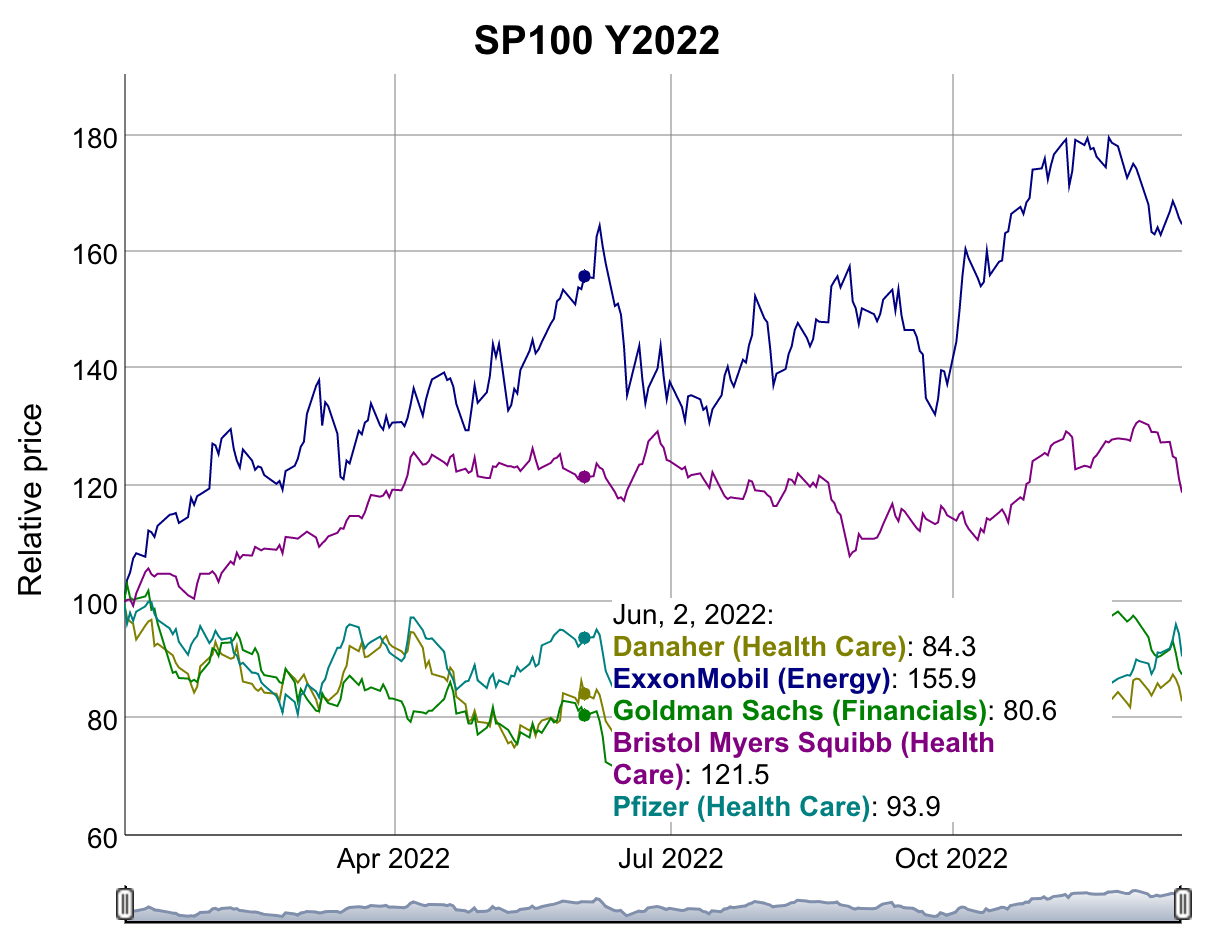 SP100 Y2022
180
160
140
120
100
80
60
Relative price
Jun, 2, 2022:
Danaher (Health Care): 84.3
ExxonMobil (Energy): 155.9
Goldman Sachs (Financials): 80.6
Bristol Myers Squibb (Health
Care): 121.5
Pfizer (Health Care): 93.9
Apr 2022
Jul 2022
Oct 2022